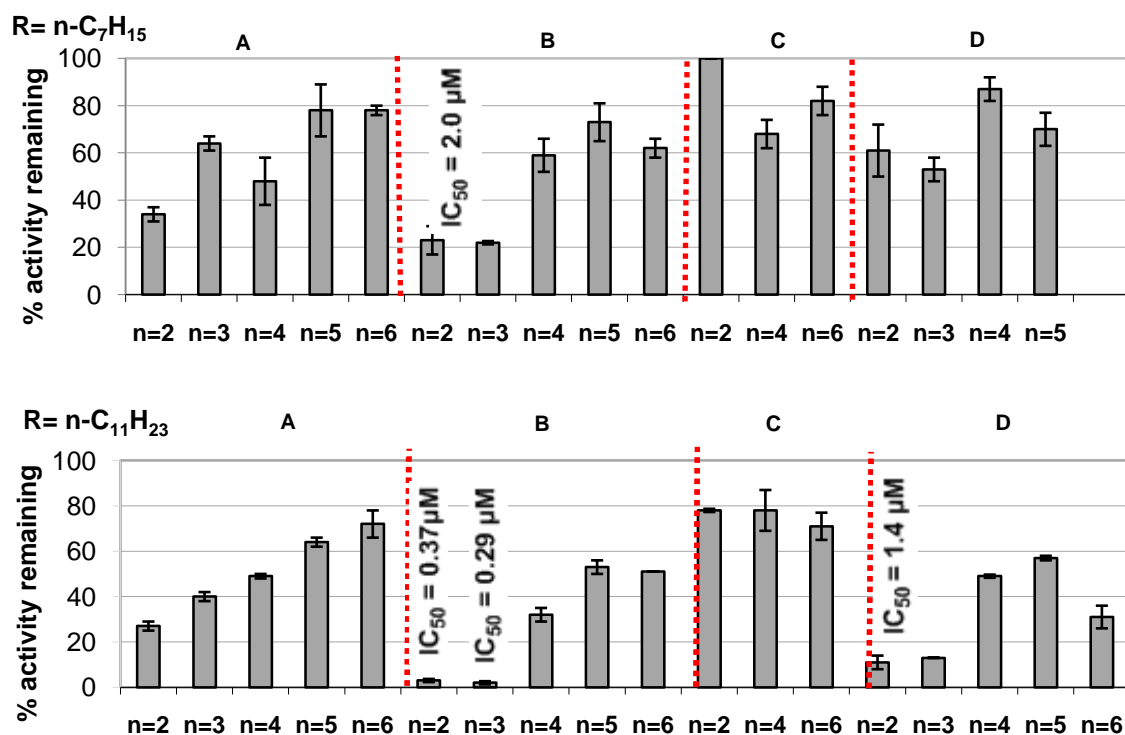 R= n-C₇H₁₅
A B C D
% activity remaining
100
80
60
40
20
0
IC₅₀ = 2.0 µM
n=2 n=3 n=4 n=5 n=6 n=2 n=3 n=4 n=5 n=6 n=2 n=4 n=6 n=2 n=3 n=4 n=5
R= n-C₁₁H₂₃
A B C D
% activity remaining
100
80
60
40
20
0
IC₅₀ = 0.37µM
IC₅₀ = 0.29 µM
IC₅₀ = 1.4 µM
n=2 n=3 n=4 n=5 n=6 n=2 n=3 n=4 n=5 n=6 n=2 n=4 n=6 n=2 n=3 n=4 n=5 n=6